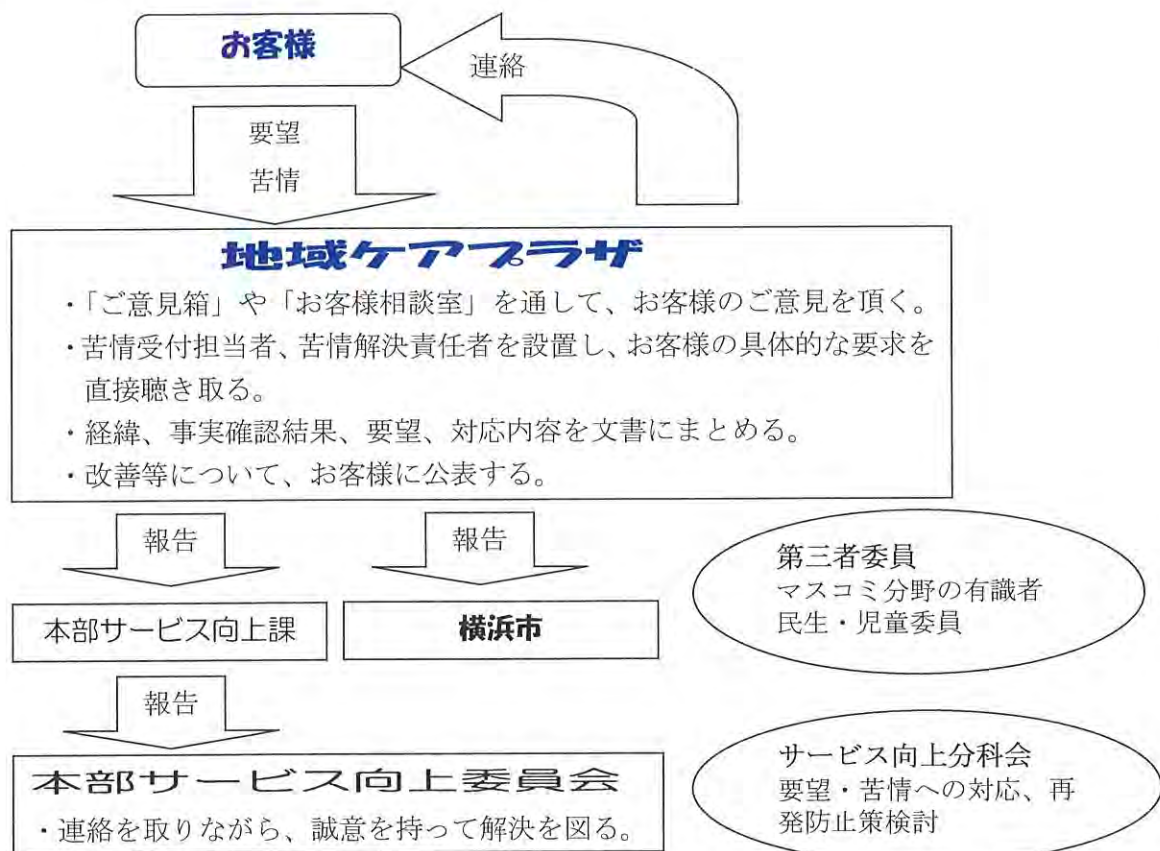 お客様
連絡
要望
苦情
地域ケアプラザ
・「ご意見箱」や「お客様相談室」を通して、お客様のご意見を頂く。
・苦情受付担当者、苦情解決責任者を設置し、お客様の具体的な要求を
直接聴き取る。
・経緯、事実確認結果、要望、対応内容を文書にまとめる。
・改善等について、お客様に公表する。
報告
報告
第三者委員
マスコミ分野の有識者
民生・児童委員
本部サービス向上課
横浜市
報告
サービス向上分科会
要望・苦情への対応、再
発防止策検討
本部サービス向上委員会
・連絡を取りながら、誠意を持って解決を図る。